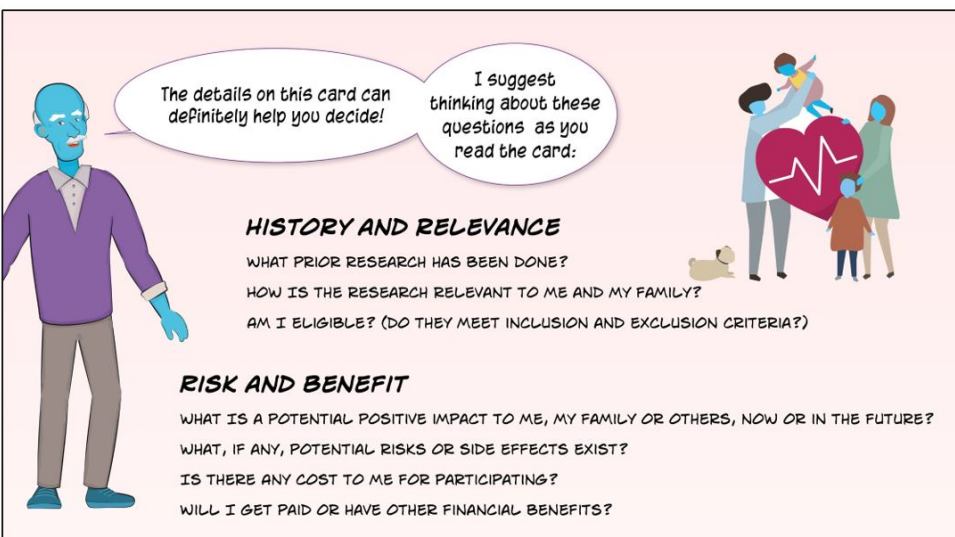 The details on this card can
definitely help you decide!
I suggest
thinking about these
questions as you
read the card:
HISTORY AND RELEVANCE
WHAT PRIOR RESEARCH HAS BEEN DONE?
HOW IS THE RESEARCH RELEVANT TO ME AND MY FAMILY?
AM I ELIGIBLE? (DO THEY MEET INCLUSION AND EXCLUSION CRITERIA?)
RISK AND BENEFIT
WHAT IS A POTENTIAL POSITIVE IMPACT TO ME, MY FAMILY OR OTHERS, NOW OR IN THE FUTURE?
WHAT, IF ANY, POTENTIAL RISKS OR SIDE EFFECTS EXIST?
IS THERE ANY COST TO ME FOR PARTICIPATING?
WILL I GET PAID OR HAVE OTHER FINANCIAL BENEFITS?